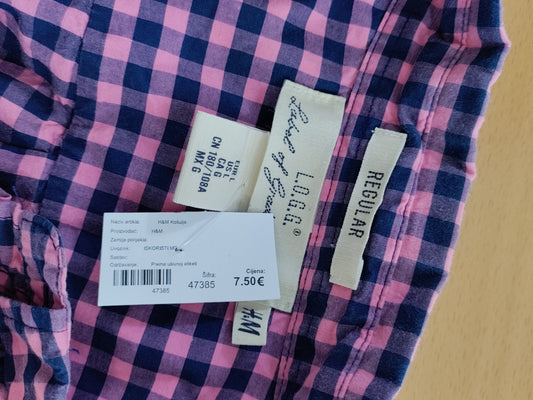 EUR L
US L
CA G
CN 180/108A
MX G
L.O.G.G.®
Label of Graded
REGULAR
H&M
Naziv artikla: H&M Košulja
Proizvođač: H&M
Zemlja porijekla:
Uvoznik: ISKORISTI ME
Sastav:
Održavanje: Prema ušivnoj etiketi
Šifra: Cijena:
47385 7.50€
47385